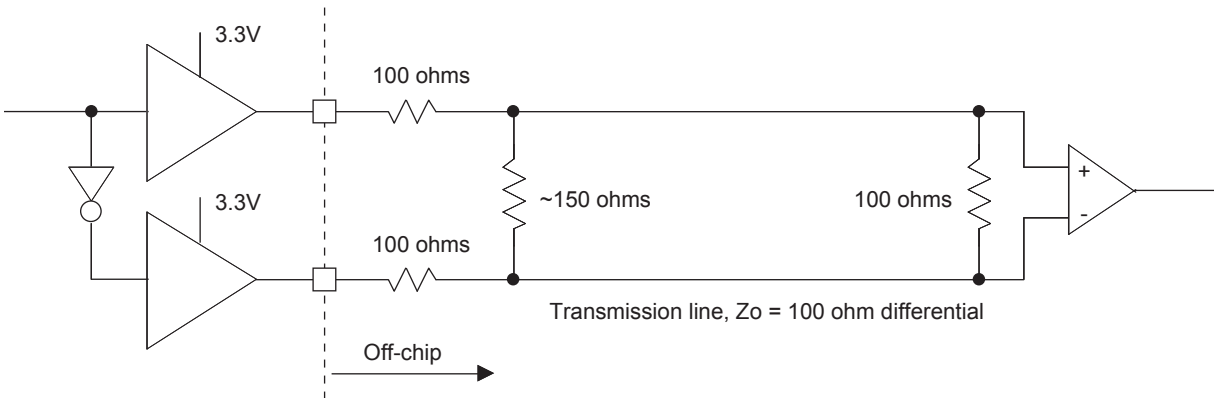 3.3V
100 ohms
3.3V
~150 ohms
100 ohms
100 ohms
+
-
Transmission line, Zo = 100 ohm differential
Off-chip